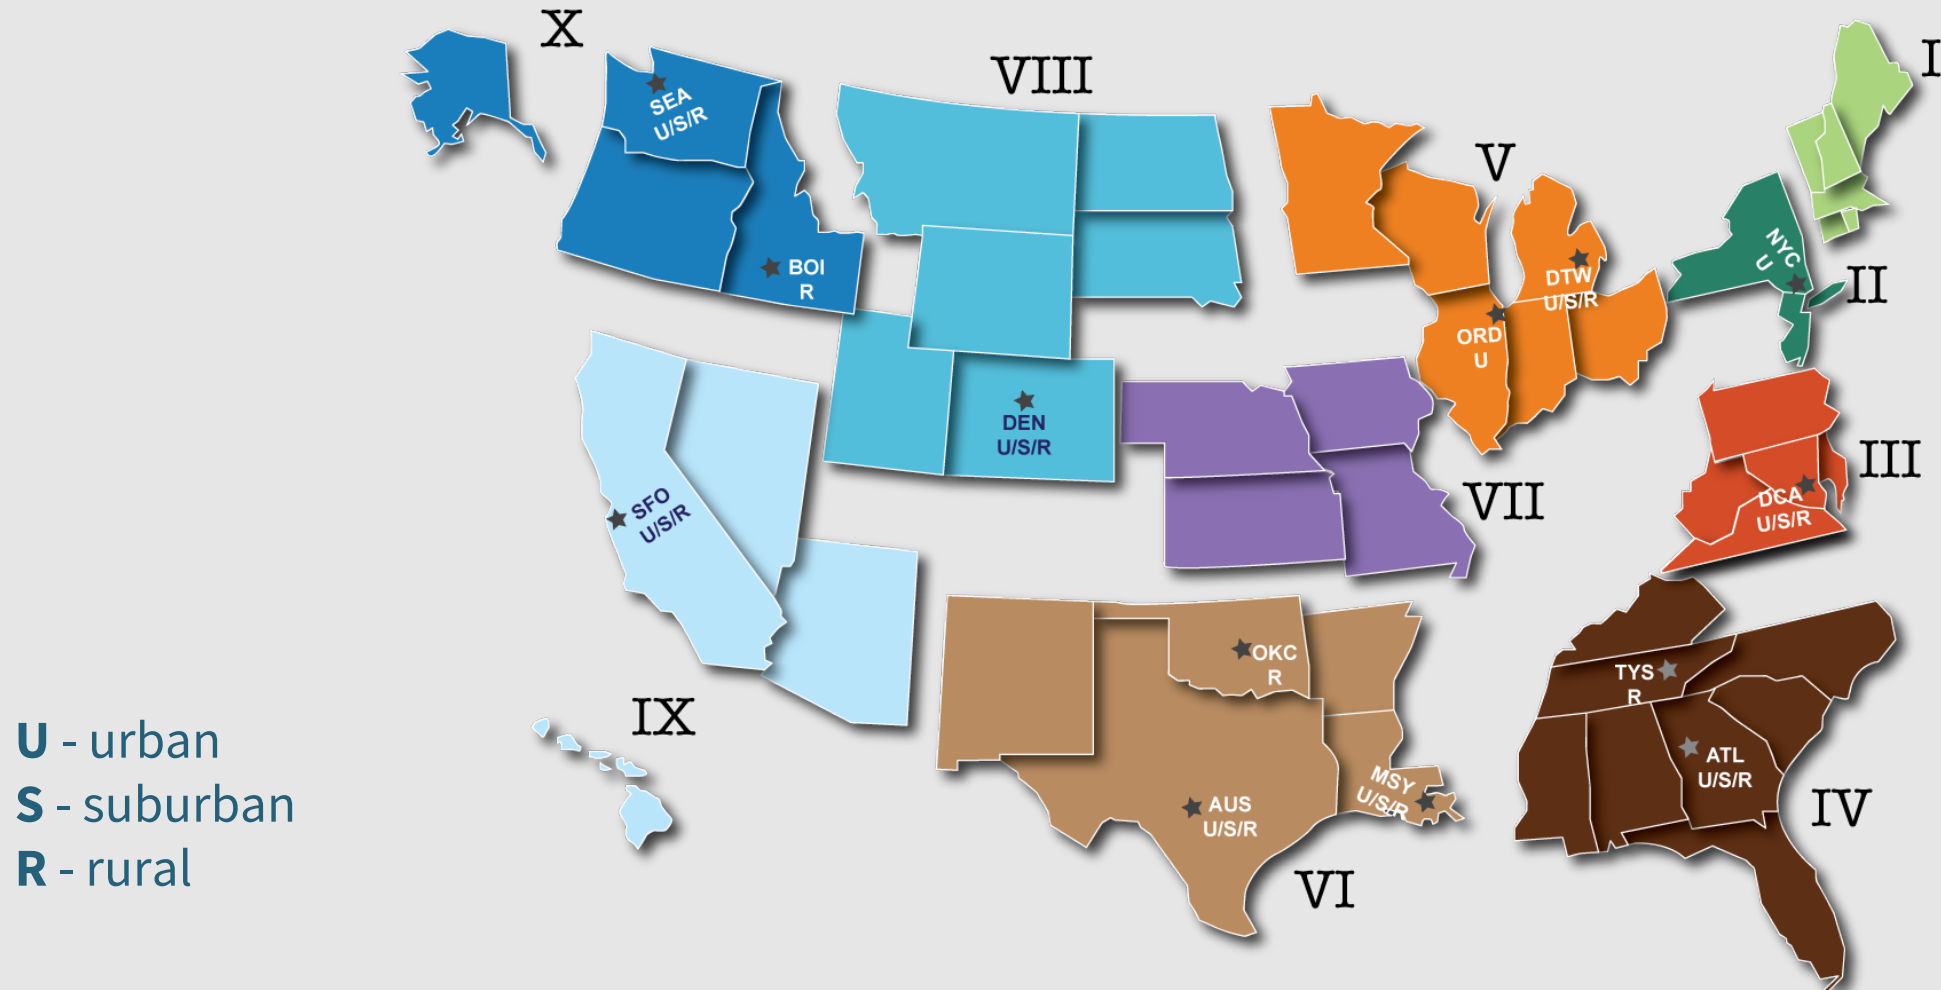 X
VIII
I
SEA
U/S/R
V
BOI
R
NYC
U
II
DTW
U/S/R
ORD
U
DEN
U/S/R
III
SFO
U/S/R
VII
DCA
U/S/R
OKC
R
TYS
R
IX
U - urban
S - suburban
R - rural
MSY
U/S/R
AUS
U/S/R
ATL
U/S/R
IV
VI